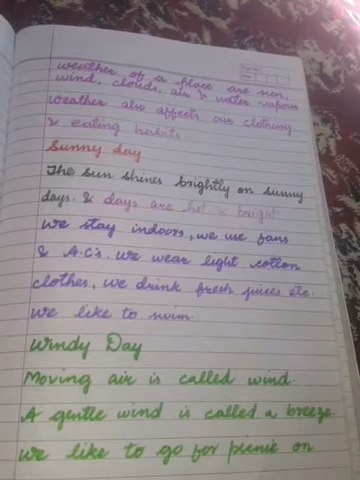 weather of a place are sun,
wind, clouds, air & water vapour
weather also affects our clothing
& eating habits.
Sunny day
The sun shines brightly on sunny
days. & days are hot & bright
we stay indoors, we use fans
& A.C's. we wear light cotton
clothes, we drink fresh juices etc.
we like to swim.
Windy Day
Moving air is called wind.
A gentle wind is called a breeze
we like to go for picnic on